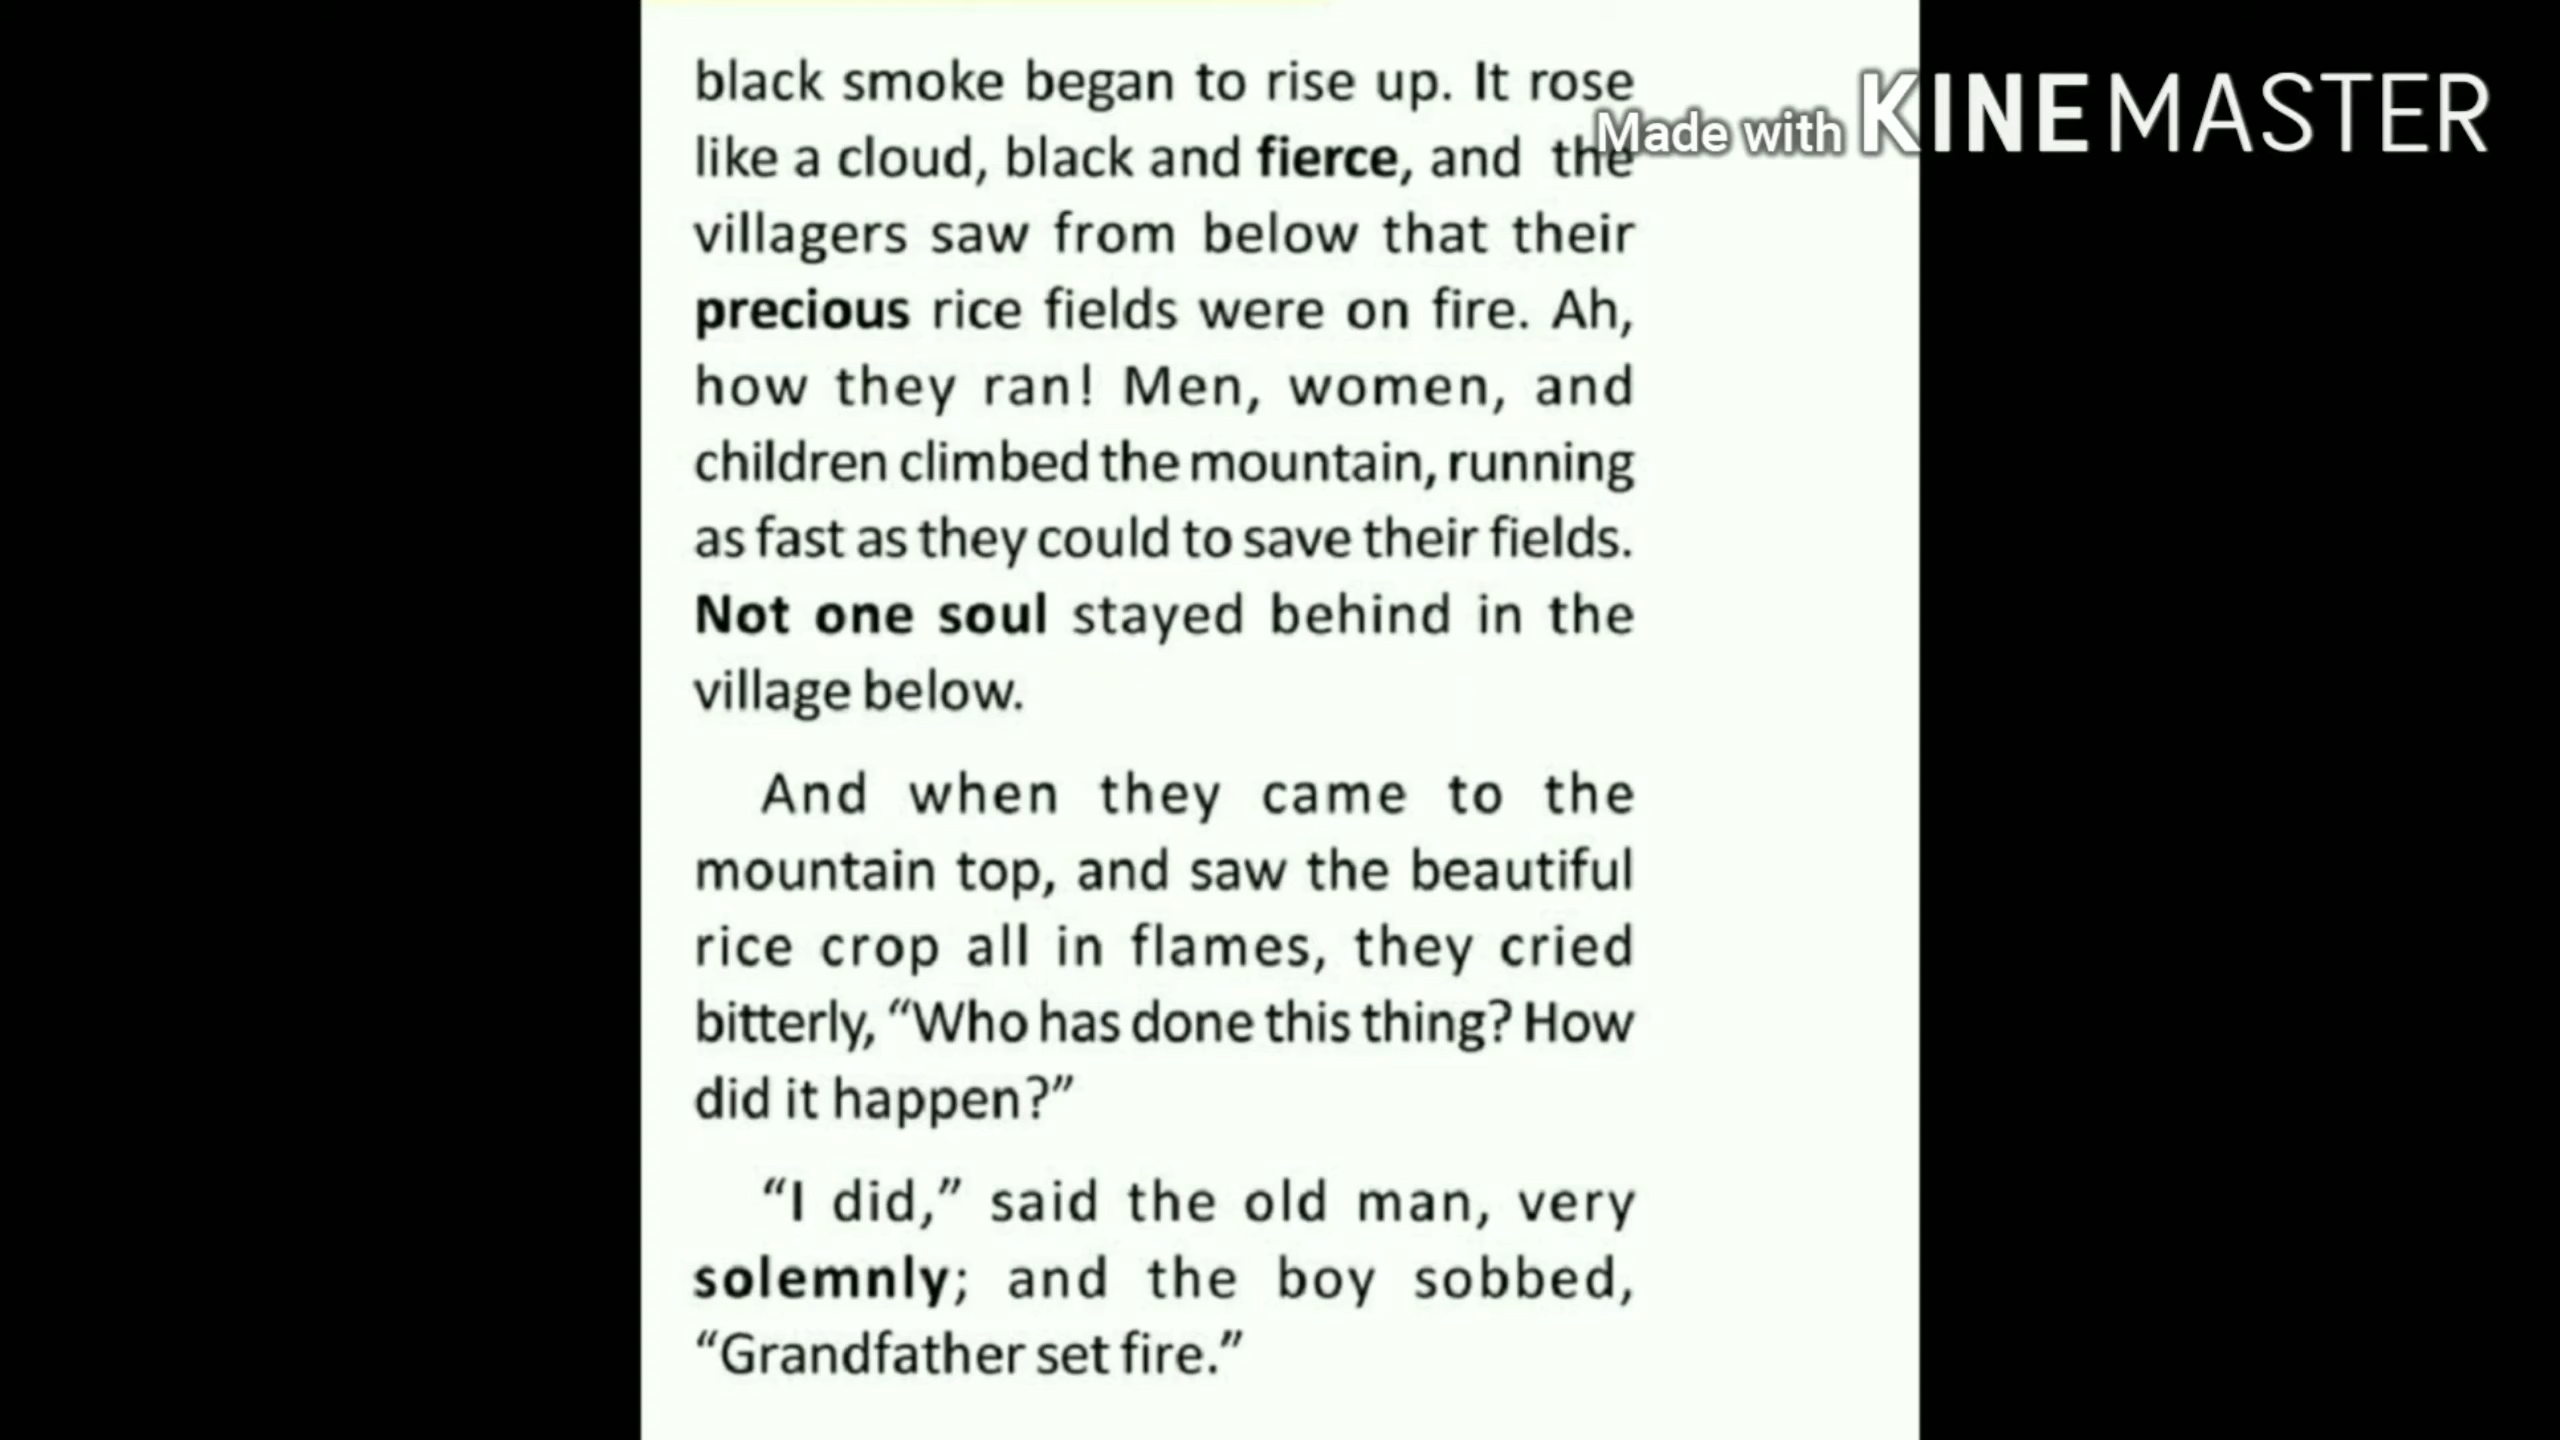 black smoke began to rise up. It rose
Made with KINEMASTER
like a cloud, black and fierce, and the
villagers saw from below that their
precious rice fields were on fire. Ah,
how they ran! Men, women, and
children climbed the mountain, running
as fast as they could to save their fields.
Not one soul stayed behind in the
village below.
And when they came to the
mountain top, and saw the beautiful
rice crop all in flames, they cried
bitterly, “Who has done this thing? How
did it happen?”
“I did,” said the old man, very
solemnly; and the boy sobbed,
“Grandfather set fire.”